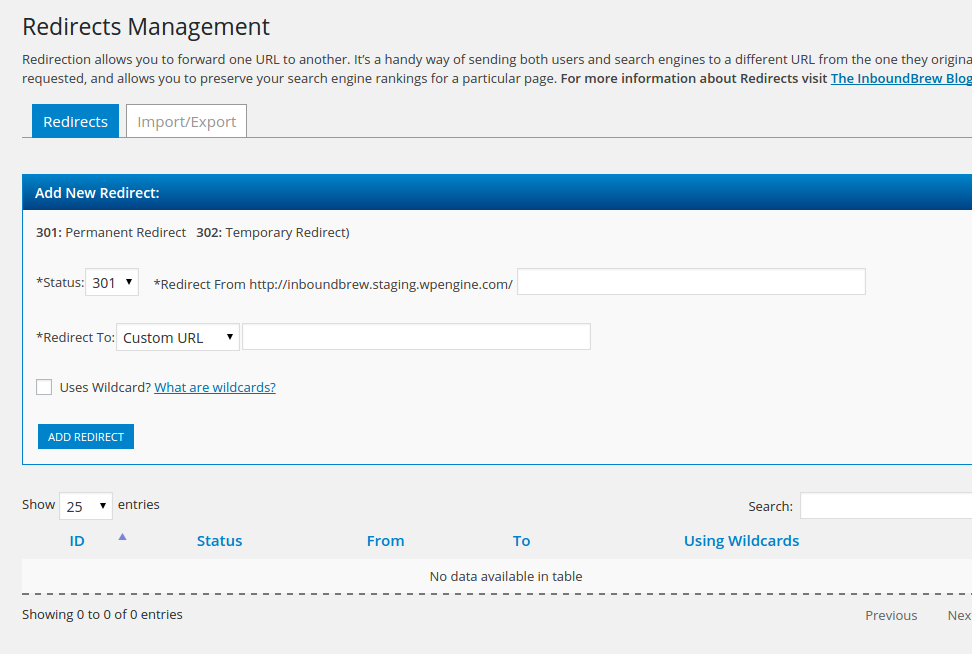 Redirects Management
Redirection allows you to forward one URL to another. It's a handy way of sending both users and search engines to a different URL from the one they origina
requested, and allows you to preserve your search engine rankings for a particular page. For more information about Redirects visit The InboundBrew Blog
Redirects Import/Export
Add New Redirect:
301: Permanent Redirect 302: Temporary Redirect)
*Status: 301 *Redirect From http://inboundbrew.staging.wpengine.com/
*Redirect To: Custom URL
Uses Wildcard? What are wildcards?
ADD REDIRECT
Show 25 entries Search:
ID Status From To Using Wildcards
No data available in table
Showing 0 to 0 of 0 entries Previous Nex